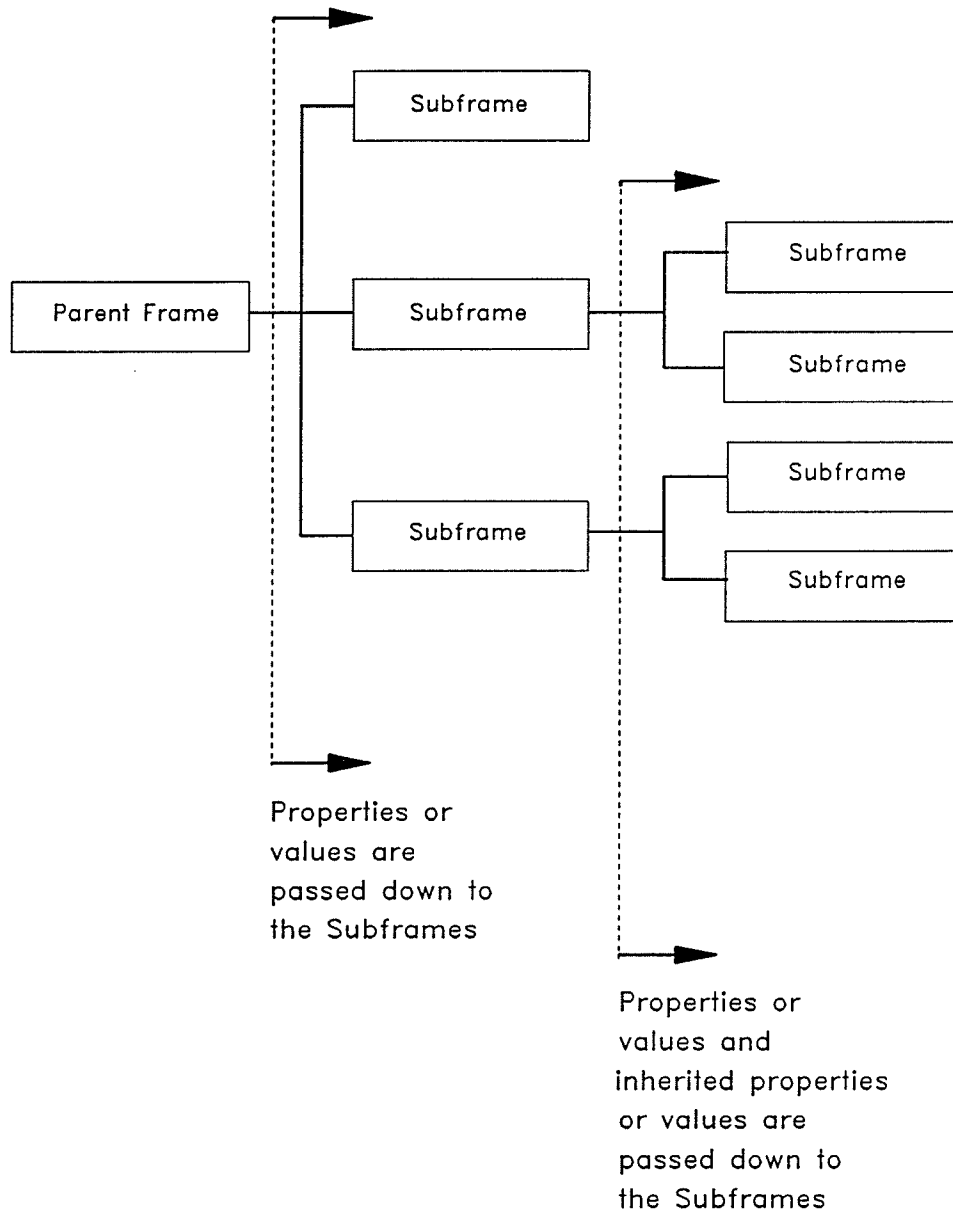 Subframe
Subframe
Parent Frame
Subframe
Subframe
Subframe
Subframe
Subframe
Properties or
values are
passed down to
the Subframes
Properties or
values and
inherited properties
or values are
passed down to
the Subframes